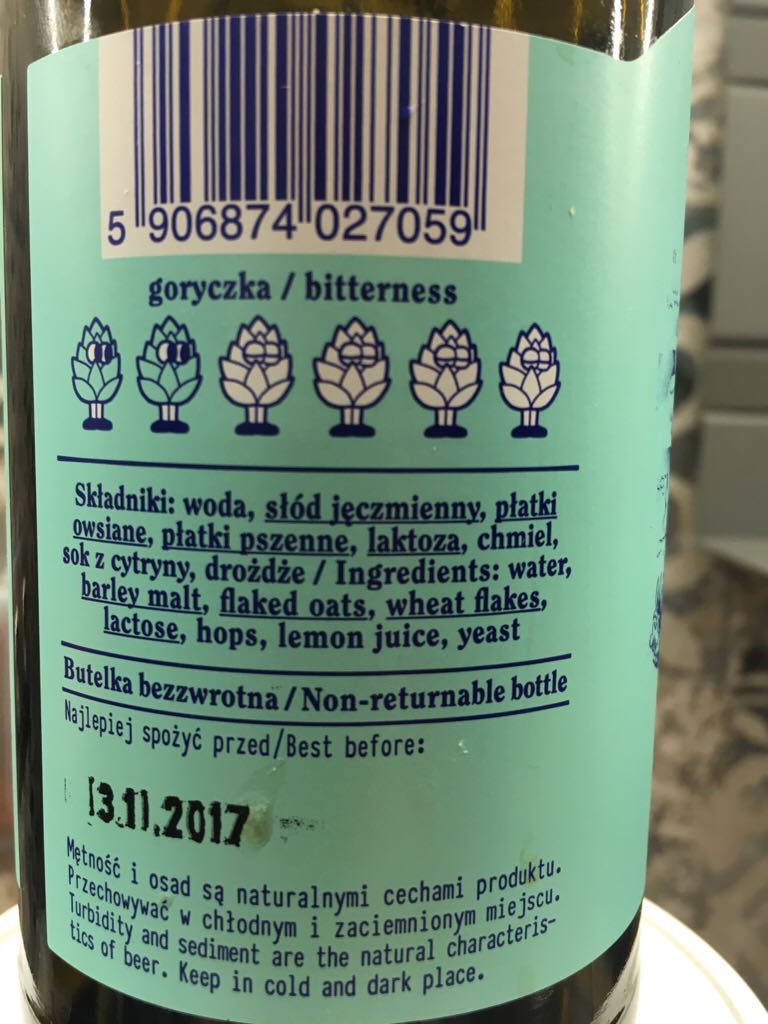 5 906874 027059
goryczka / bitterness
Składniki: woda, słód jęczmienny, płatki
owsiane, płatki pszenne, laktoza, chmiel,
sok z cytryny, drożdże / Ingredients: water,
barley malt, flaked oats, wheat flakes,
lactose, hops, lemon juice, yeast
Butelka bezzwrotna / Non-returnable bottle
Najlepiej spożyć przed/Best before:
13.11.2017
Mętność i osad są naturalnymi cechami produktu.
Przechowywać w chłodnym i zaciemnionym miejscu.
Turbidity and sediment are the natural characteris-
tics of beer. Keep in cold and dark place.